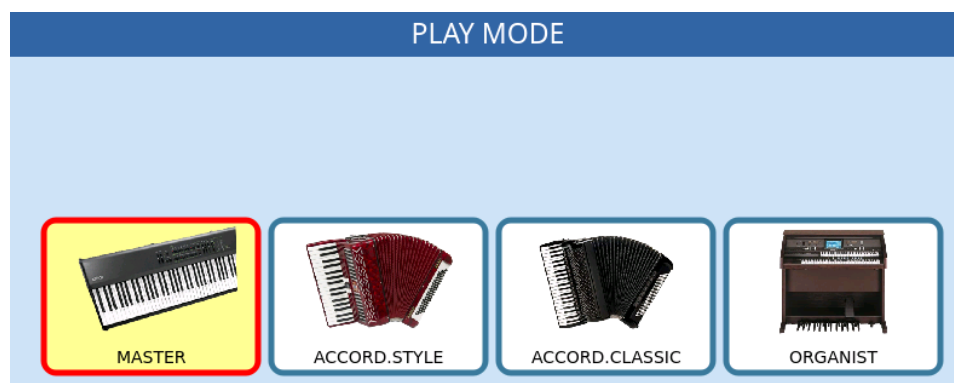 PLAY MODE
MASTER
ACCORD.STYLE
ACCORD.CLASSIC
ORGANIST